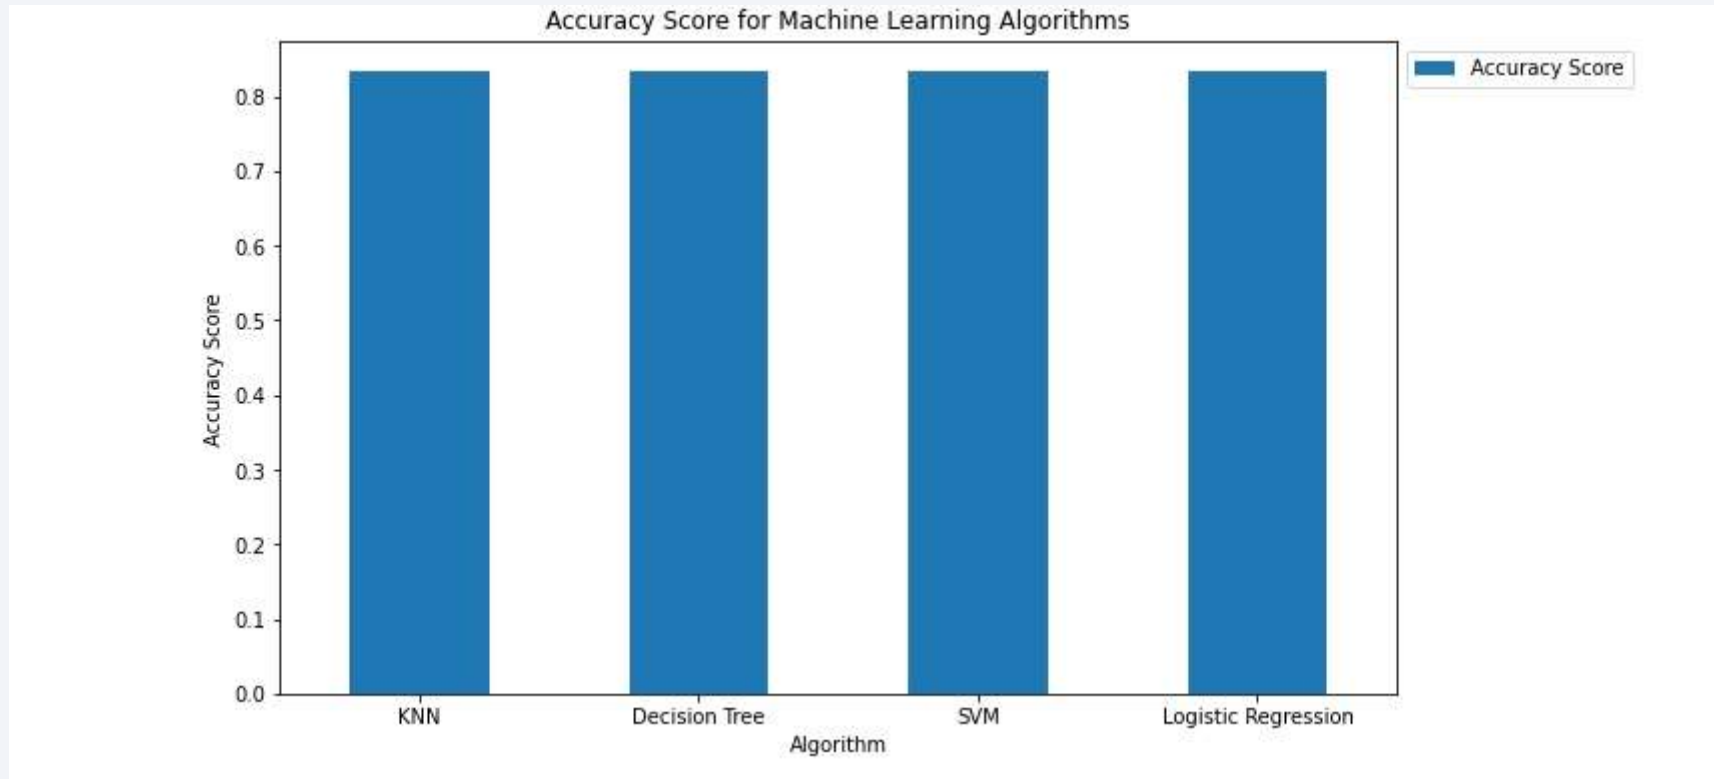 Accuracy Score for Machine Learning Algorithms
Accuracy Score
0.8
0.7
0.6
0.5
0.4
0.3
0.2
0.1
0.0
Accuracy Score
KNN
Decision Tree
SVM
Logistic Regression
Algorithm